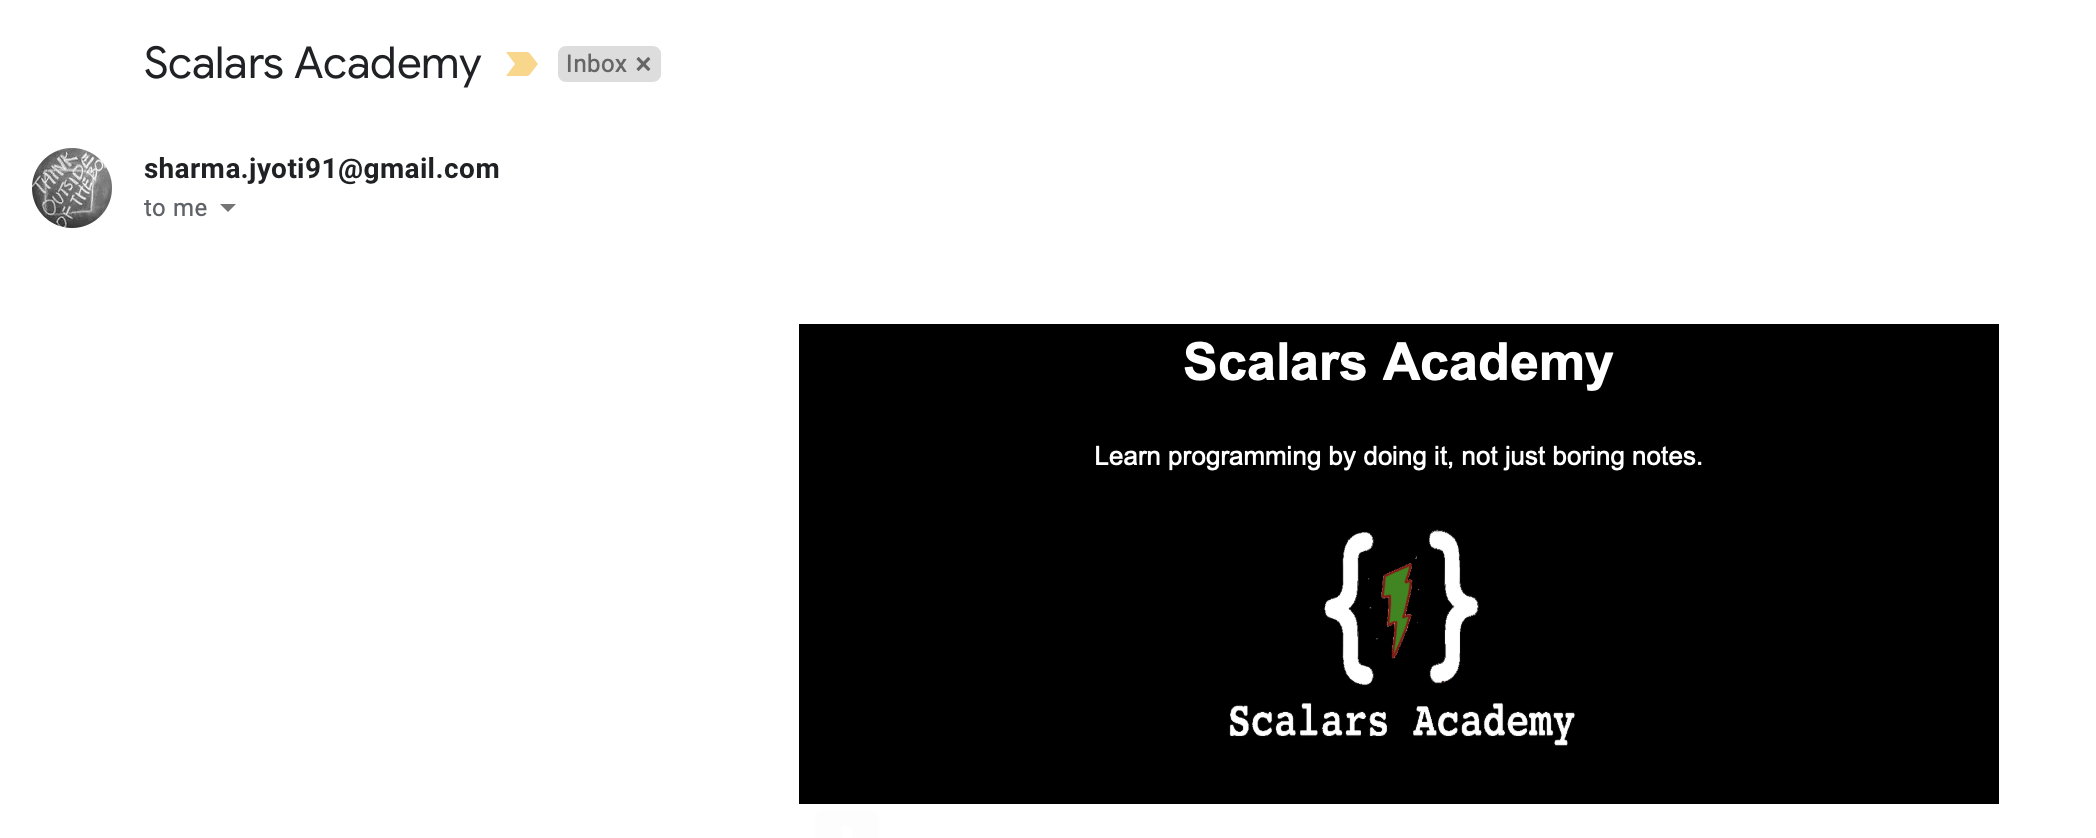 Scalars Academy Inbox ×
THINK
OUTSIDE
OF THE BO
sharma.jyoti91@gmail.com
to me
Scalars Academy
Learn programming by doing it, not just boring notes.
{ }
Scalars Academy